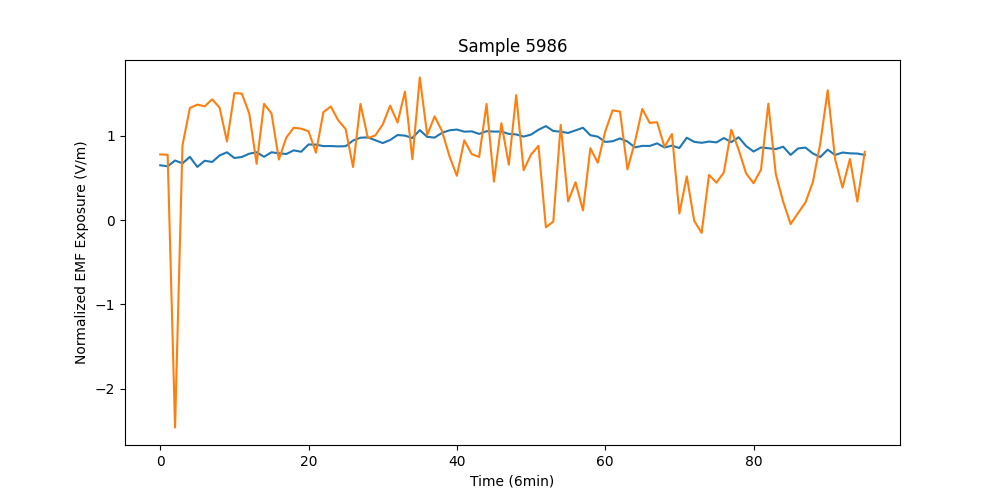 Sample 5986
Normalized EMF Exposure (V/m)
1
0
−1
−2
0 20 40 60 80
Time (6min)